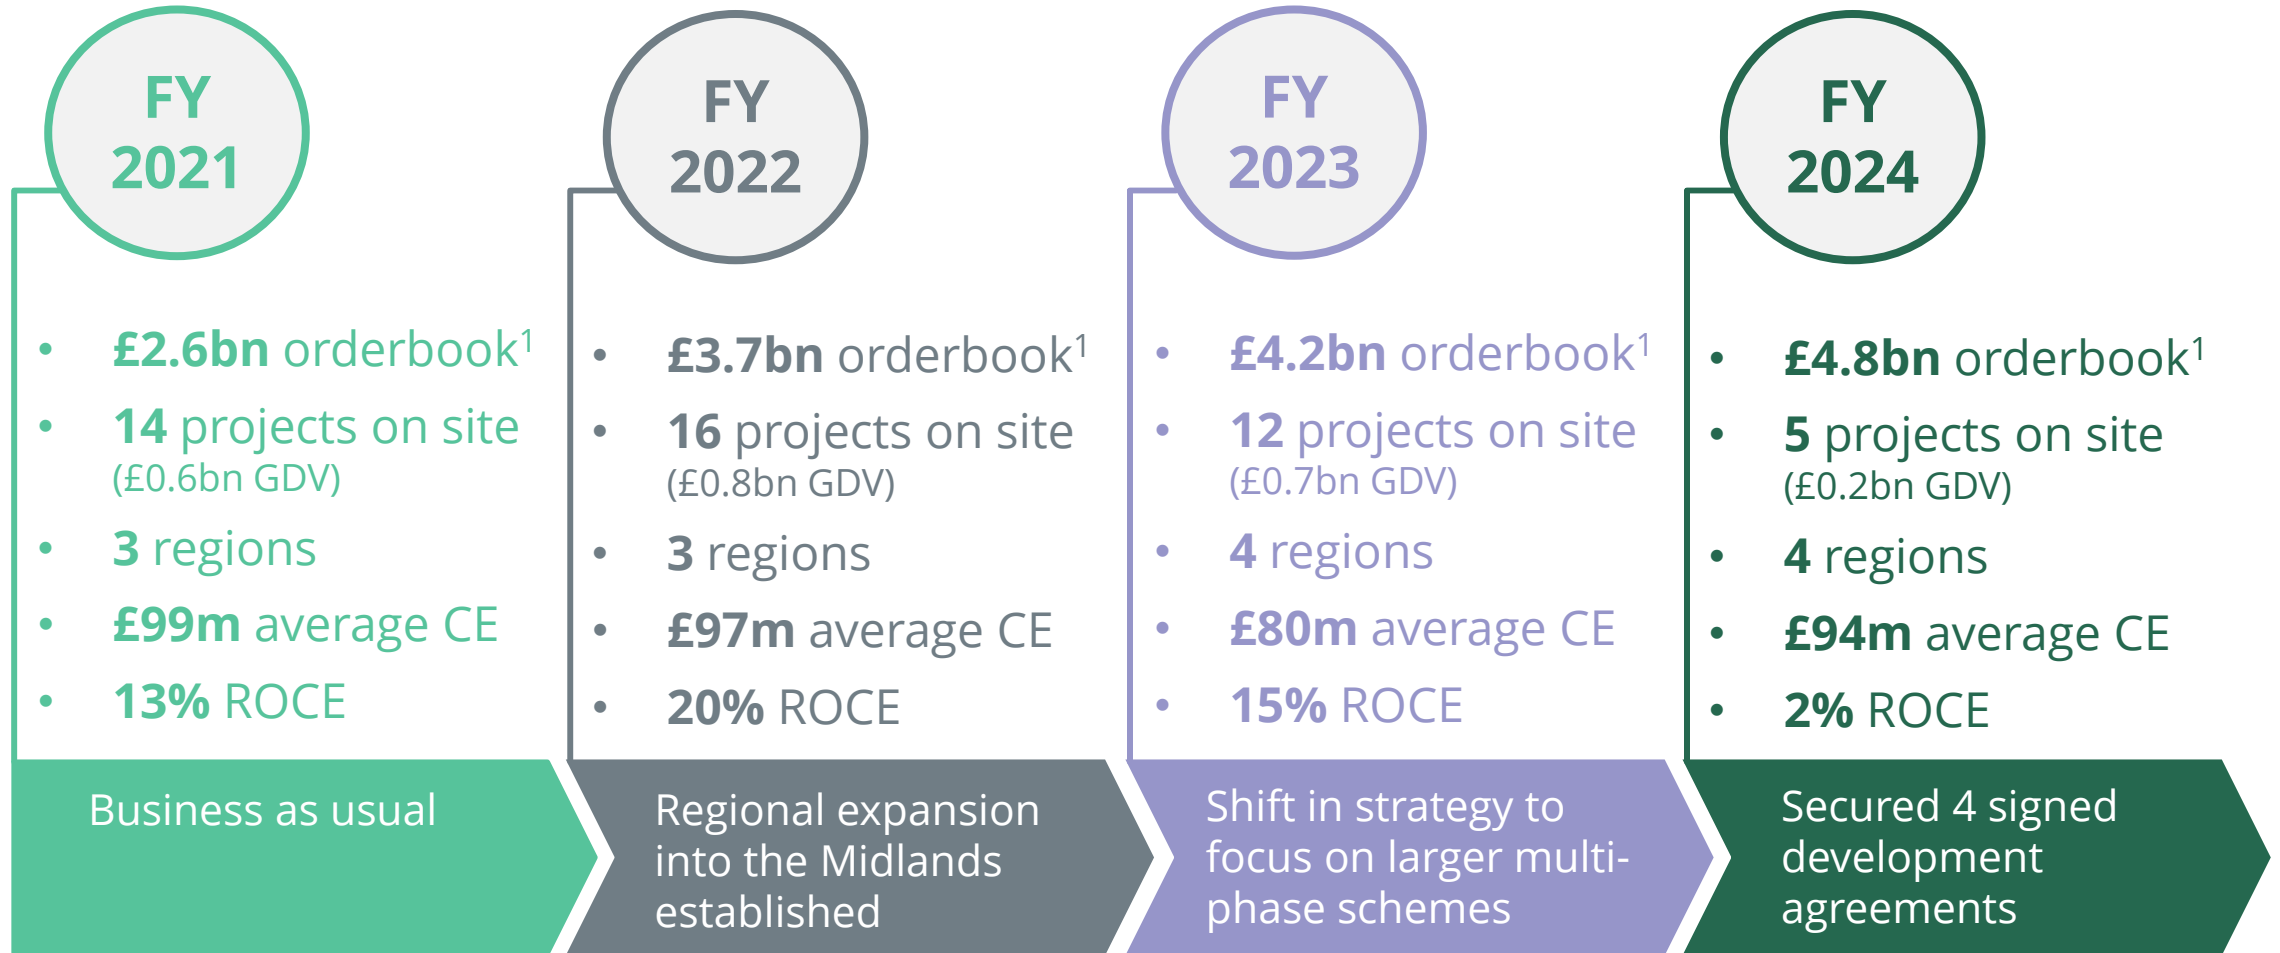 FY
2021
• £2.6bn orderbook¹
• 14 projects on site
(£0.6bn GDV)
• 3 regions
• £99m average CE
• 13% ROCE
Business as usual
FY
2022
• £3.7bn orderbook¹
• 16 projects on site
(£0.8bn GDV)
• 3 regions
• £97m average CE
• 20% ROCE
Regional expansion
into the Midlands
established
FY
2023
• £4.2bn orderbook¹
• 12 projects on site
(£0.7bn GDV)
• 4 regions
• £80m average CE
• 15% ROCE
Shift in strategy to
focus on larger multi-
phase schemes
FY
2024
• £4.8bn orderbook¹
• 5 projects on site
(£0.2bn GDV)
• 4 regions
• £94m average CE
• 2% ROCE
Secured 4 signed
development
agreements